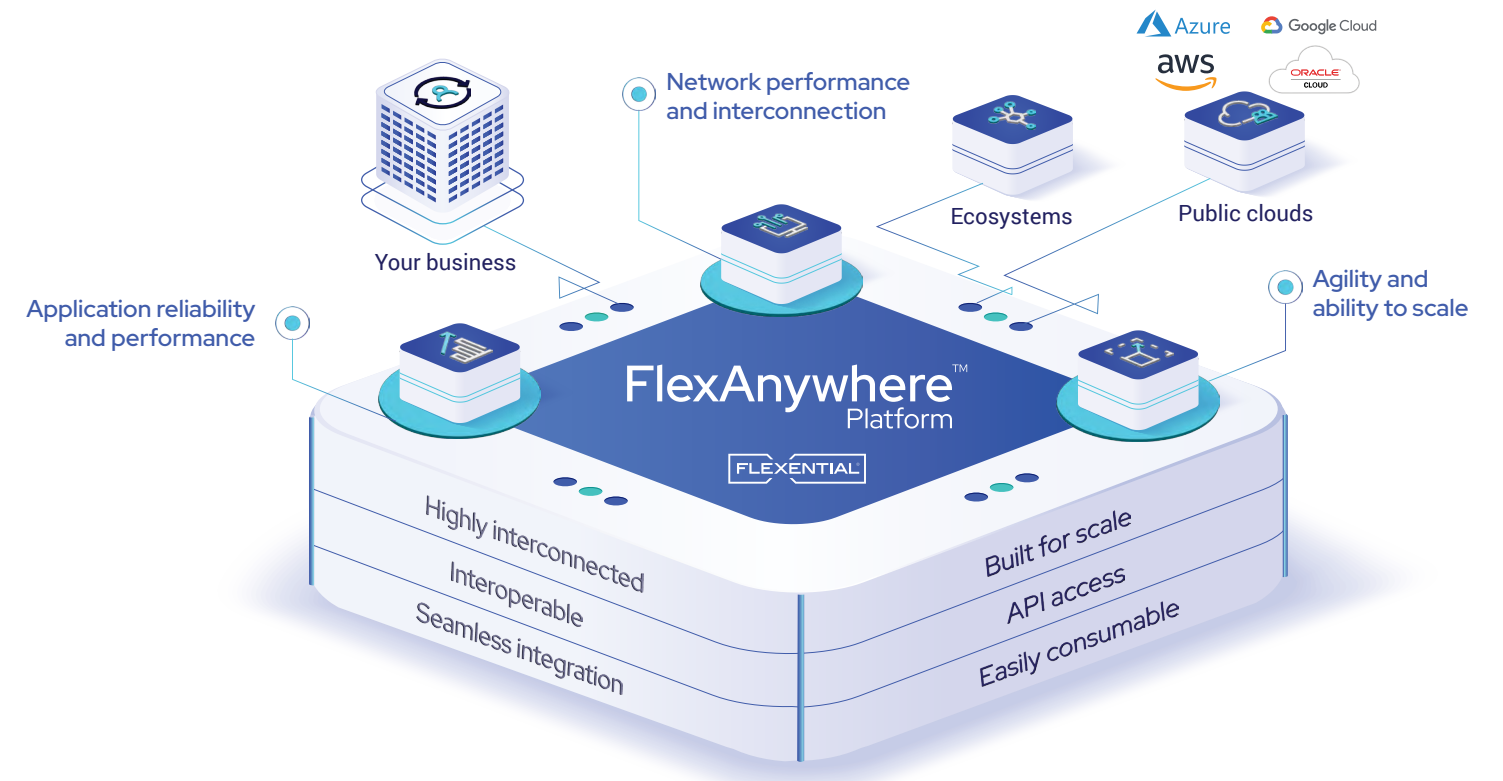 Azure
Google Cloud
aws
ORACLE
CLOUD
Network performance
and interconnection
Ecosystems
Public clouds
Your business
Application reliability
and performance
Agility and
ability to scale
FlexAnywhere™
Platform
FLEXENTIAL
Highly interconnected
Interoperable
Seamless integration
Built for scale
API access
Easily consumable